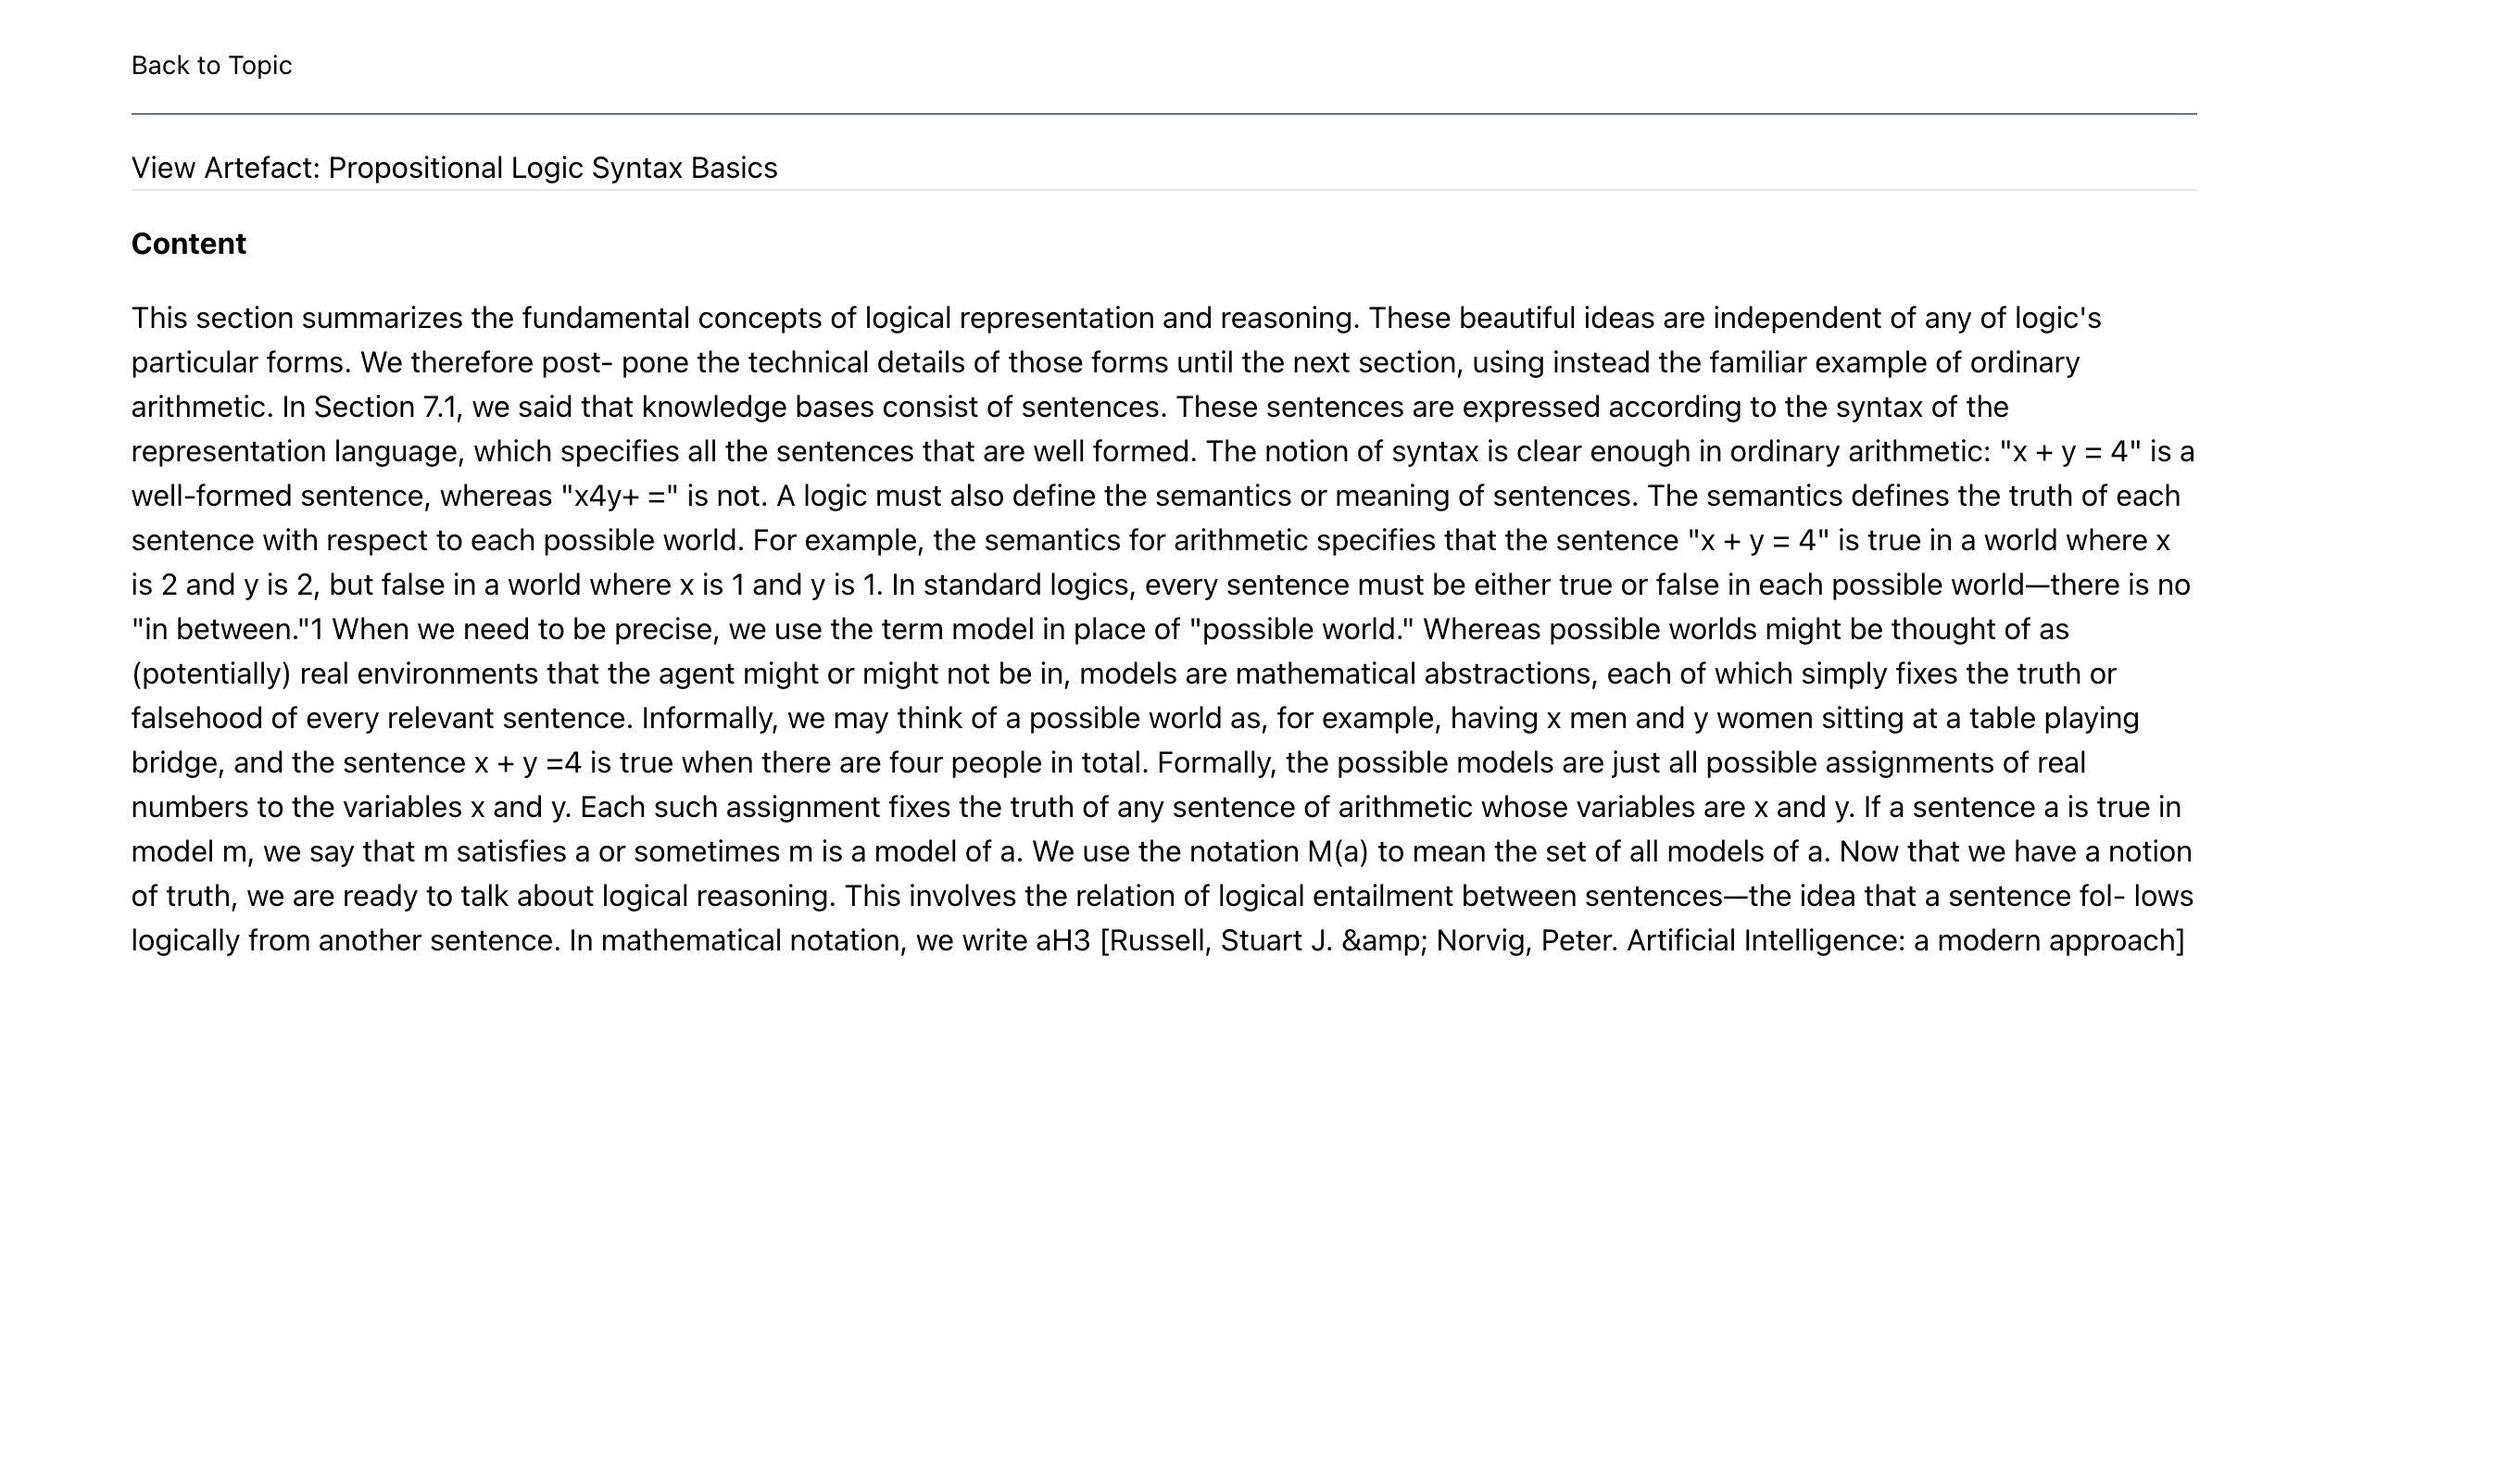 Back to Topic
View Artefact: Propositional Logic Syntax Basics
Content
This section summarizes the fundamental concepts of logical representation and reasoning. These beautiful ideas are independent of any of logic's
particular forms. We therefore post- pone the technical details of those forms until the next section, using instead the familiar example of ordinary
arithmetic. In Section 7.1, we said that knowledge bases consist of sentences. These sentences are expressed according to the syntax of the
representation language, which specifies all the sentences that are well formed. The notion of syntax is clear enough in ordinary arithmetic: "x + y = 4" is a
well-formed sentence, whereas "x4y+ =" is not. A logic must also define the semantics or meaning of sentences. The semantics defines the truth of each
sentence with respect to each possible world. For example, the semantics for arithmetic specifies that the sentence "x + y = 4" is true in a world where x
is 2 and y is 2, but false in a world where x is 1 and y is 1. In standard logics, every sentence must be either true or false in each possible world—there is no
"in between."1 When we need to be precise, we use the term model in place of "possible world." Whereas possible worlds might be thought of as
(potentially) real environments that the agent might or might not be in, models are mathematical abstractions, each of which simply fixes the truth or
falsehood of every relevant sentence. Informally, we may think of a possible world as, for example, having x men and y women sitting at a table playing
bridge, and the sentence x + y =4 is true when there are four people in total. Formally, the possible models are just all possible assignments of real
numbers to the variables x and y. Each such assignment fixes the truth of any sentence of arithmetic whose variables are x and y. If a sentence a is true in
model m, we say that m satisfies a or sometimes m is a model of a. We use the notation M(a) to mean the set of all models of a. Now that we have a notion
of truth, we are ready to talk about logical reasoning. This involves the relation of logical entailment between sentences—the idea that a sentence fol- lows
logically from another sentence. In mathematical notation, we write aH3 [Russell, Stuart J. &amp; Norvig, Peter. Artificial Intelligence: a modern approach]